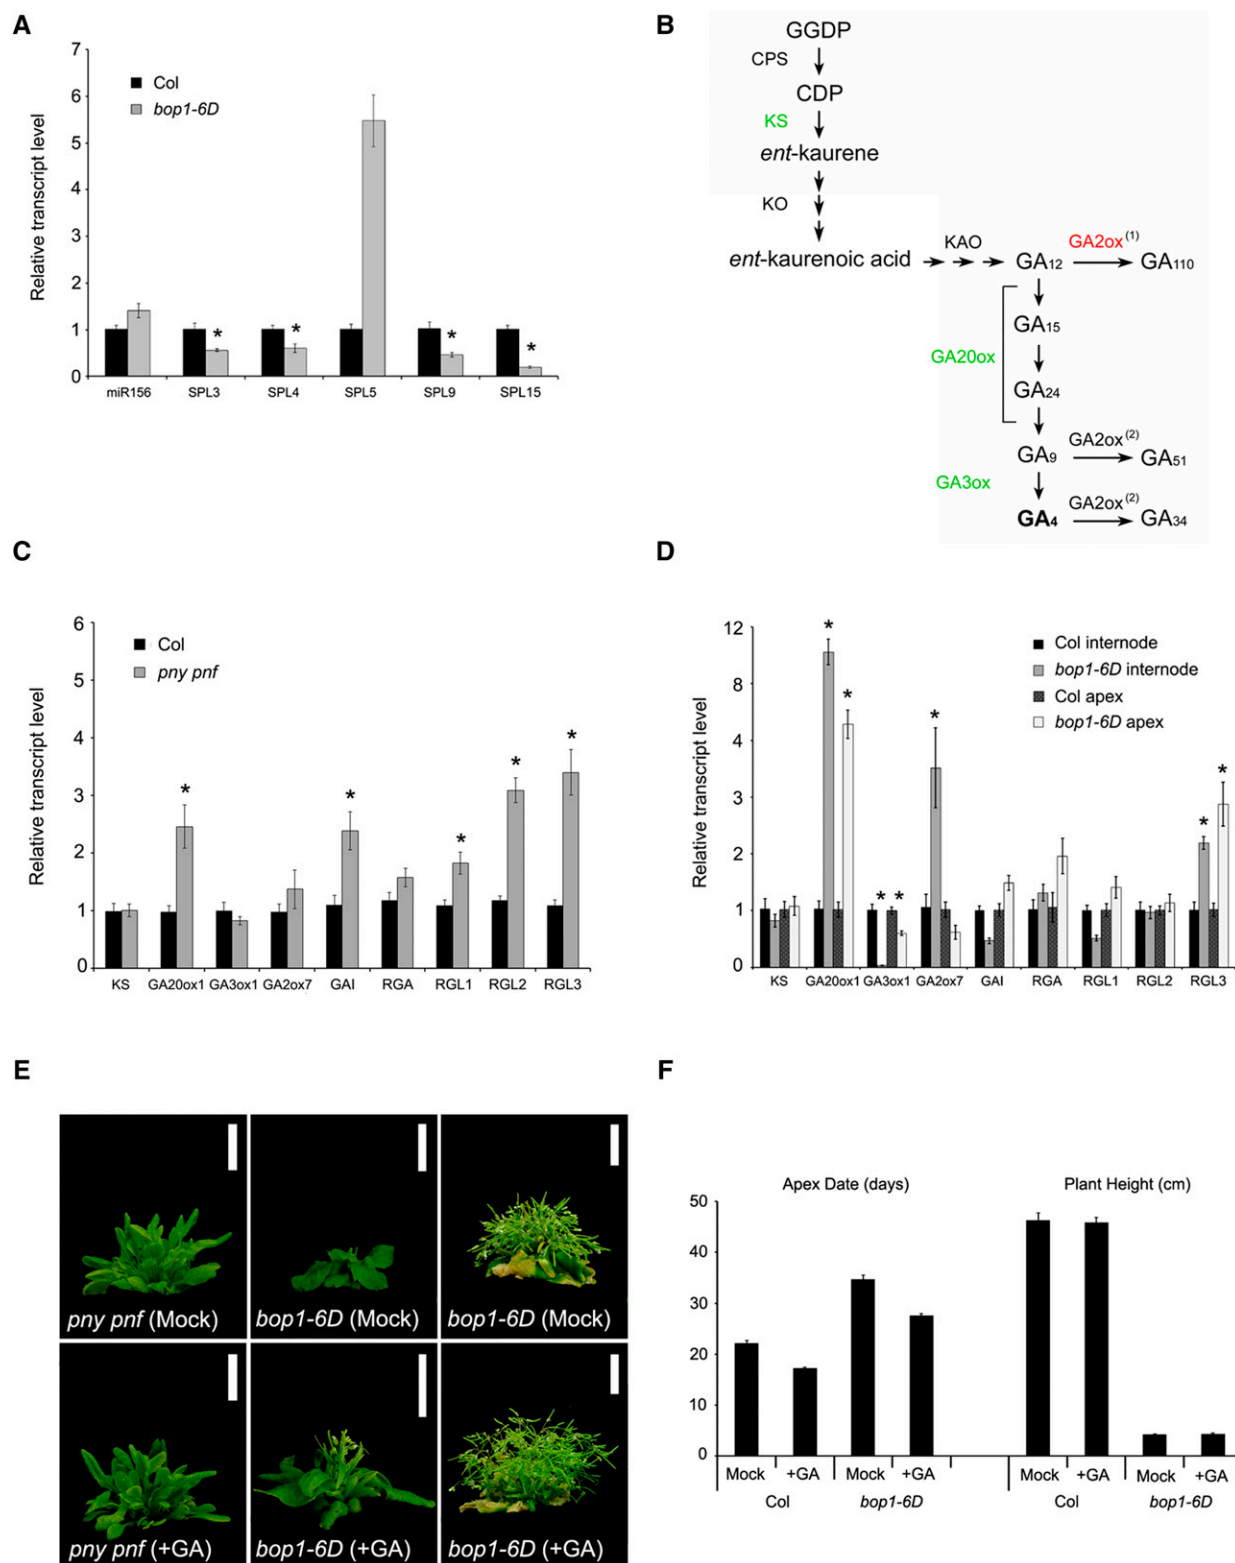 A
Relative transcript level
7
6
5
4
3
2
1
0
Col
bop1-6D
miR156 SPL3 SPL4 SPL5 SPL9 SPL15
* * * *
B
GGDP
CPS
CDP
KS
ent-kaurene
KO
ent-kaurenoic acid
KAO
GA12
GA2ox(1)
GA110
GA15
GA20ox
GA24
GA9
GA2ox(2)
GA51
GA3ox
GA4
GA2ox(2)
GA34
C
Relative transcript level
6
5
4
3
2
1
0
Col
pny pnf
* * * * *
KS GA20ox1 GA3ox1 GA2ox7 GAI RGA RGL1 RGL2 RGL3
D
Relative transcript level
12
8
4
3
2
1
0
Col internode
bop1-6D internode
Col apex
bop1-6D apex
* * * * * * *
KS GA20ox1 GA3ox1 GA2ox7 GAI RGA RGL1 RGL2 RGL3
E
pny pnf (Mock)
bop1-6D (Mock)
bop1-6D (Mock)
pny pnf (+GA)
bop1-6D (+GA)
bop1-6D (+GA)
F
Apex Date (days)
Plant Height (cm)
50
40
30
20
10
0
Mock +GA Mock +GA Mock +GA Mock +GA
Col bop1-6D Col bop1-6D